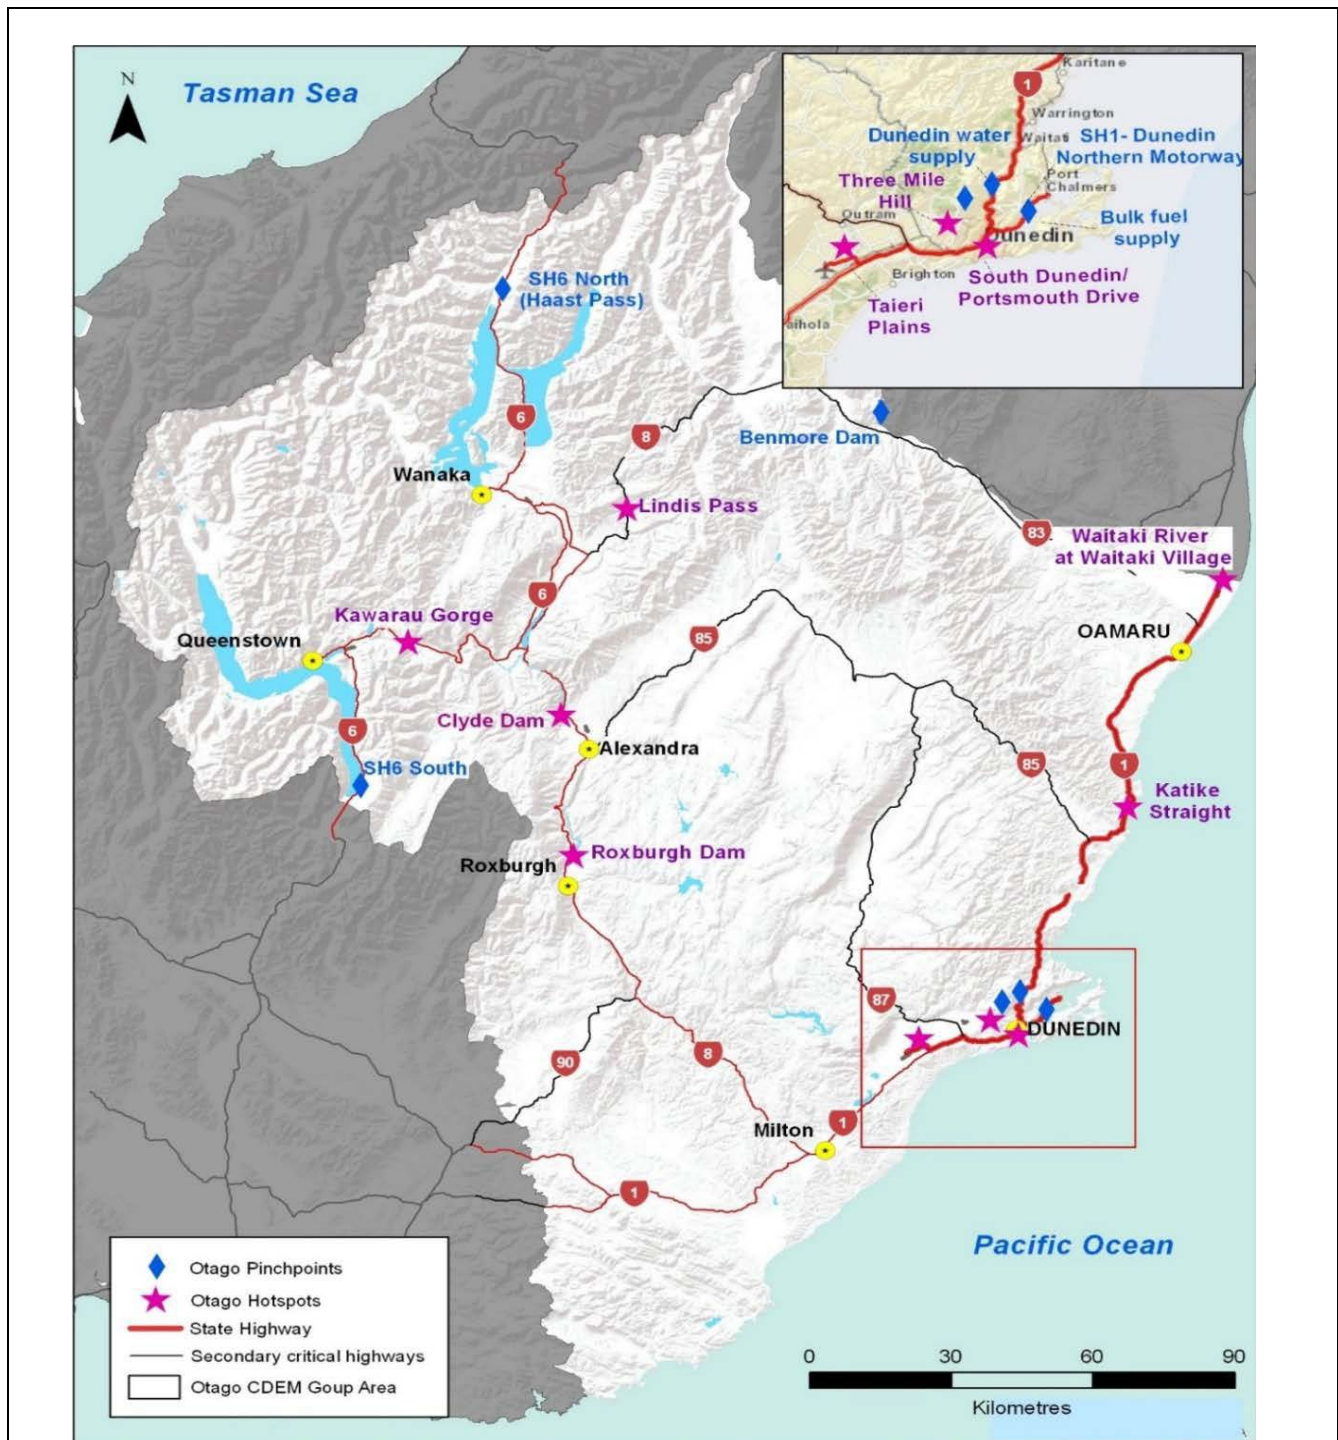 N
Tasman Sea
Karitane
1
Warrington
Dunedin water
supply
Waitati
SH1- Dunedin
Northern Motorway
Three Mile
Hill
Port
Chalmers
Outram
Bulk fuel
supply
Dunedin
Brighton
South Dunedin/
Portsmouth Drive
Taieri
Plains
aihola
SH6 North
(Haast Pass)
6
8
Benmore Dam
Wanaka
Lindis Pass
83
Waitaki River
at Waitaki Village
6
Kawarau Gorge
Queenstown
85
OAMARU
6
Clyde Dam
Alexandra
SH6 South
85
1
Katike
Straight
Roxburgh Dam
Roxburgh
87
DUNEDIN
90
8
Milton
1
1
Pacific Ocean
Otago Pinchpoints
Otago Hotspots
State Highway
Secondary critical highways
Otago CDEM Goup Area
0 30 60 90
Kilometres